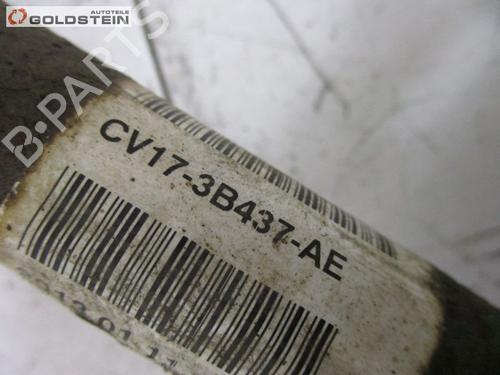 AUTOTEILE
GOLDSTEIN
B-PARTS
CV17-3B437-AE